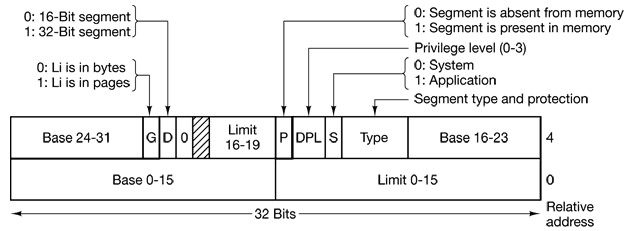 0: 16-Bit segment
1: 32-Bit segment
0: Li is in bytes
1: Li is in pages
0: Segment is absent from memory
1: Segment is present in memory
Privilege level (0-3)
0: System
1: Application
Segment type and protection
Base 24-31 G D 0 Limit 16-19 P DPL S Type Base 16-23 4
Base 0-15 Limit 0-15 0
32 Bits
Relative
address